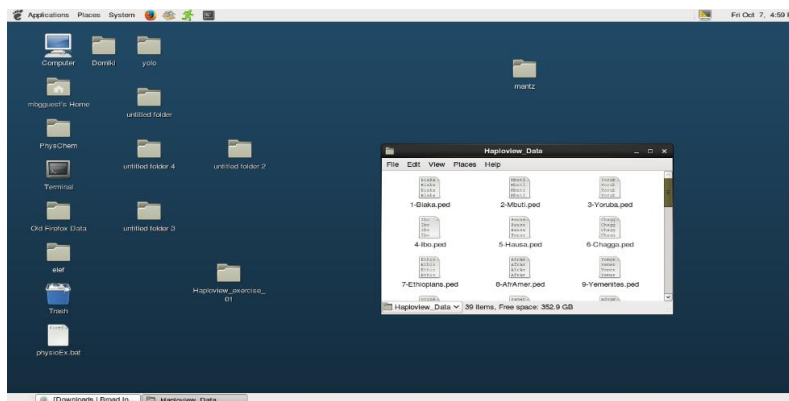 Applications Places System
Fri Oct 7, 4:59
Computer
Domiki
yolo
mantz
mbgguest's Home
untitled folder
PhysChem
untitled folder 4
untitled folder 2
Terminal
Old Firefox Data
untitled folder 3
elef
Haploview_exercise_
01
Trash
physioEx.bat
Haploview_Data
File Edit View Places Help
1-Biaka.ped
2-Mbuti.ped
3-Yoruba.ped
4-Ibo.ped
5-Hausa.ped
6-Chagga.ped
7-Ethiopians.ped
8-AfrAmer.ped
9-Yemenites.ped
Haploview_Data 39 items, Free space: 352.9 GB
[Downloads | Broad In...
Haploview_Data